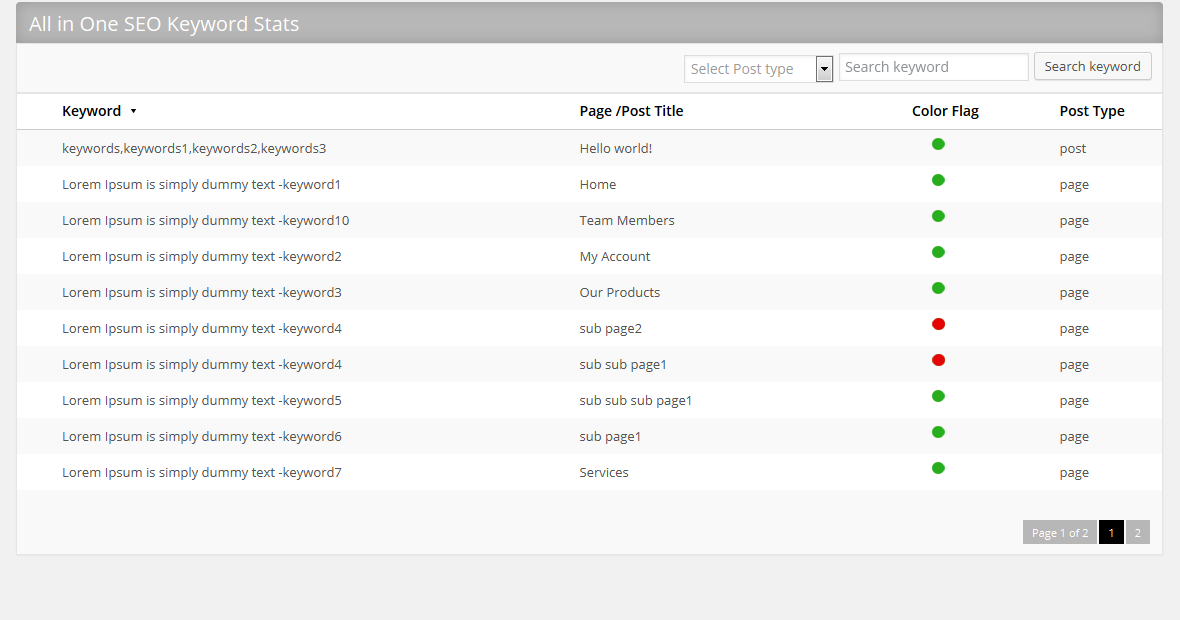 All in One SEO Keyword Stats
Select Post type Search keyword Search keyword
Keyword Page /Post Title Color Flag Post Type
keywords,keywords1,keywords2,keywords3 Hello world! post
Lorem Ipsum is simply dummy text -keyword1 Home page
Lorem Ipsum is simply dummy text -keyword10 Team Members page
Lorem Ipsum is simply dummy text -keyword2 My Account page
Lorem Ipsum is simply dummy text -keyword3 Our Products page
Lorem Ipsum is simply dummy text -keyword4 sub page2 page
Lorem Ipsum is simply dummy text -keyword4 sub sub page1 page
Lorem Ipsum is simply dummy text -keyword5 sub sub sub page1 page
Lorem Ipsum is simply dummy text -keyword6 sub page1 page
Lorem Ipsum is simply dummy text -keyword7 Services page
Page 1 of 2 1 2